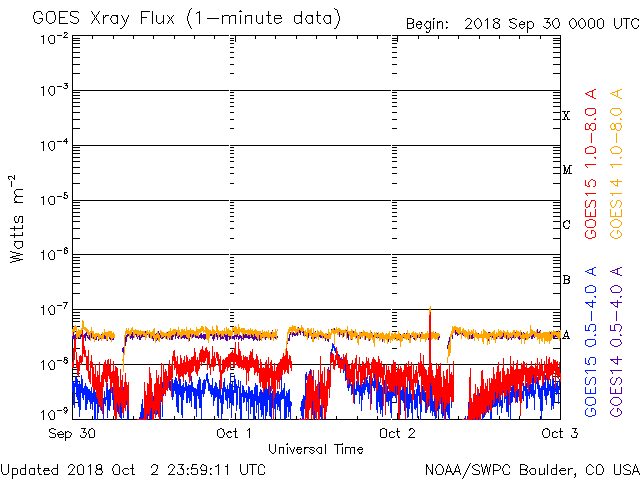 GOES Xray Flux (1-minute data)
Begin: 2018 Sep 30 0000 UTC
10⁻²
10⁻³
10⁻⁴
10⁻⁵
10⁻⁶
10⁻⁷
10⁻⁸
10⁻⁹
Watts m⁻²
X
M
C
B
A
GOES15 1.0-8.0 A
GOES14 1.0-8.0 A
GOES15 0.5-4.0 A
GOES14 0.5-4.0 A
Sep 30
Oct 1
Oct 2
Oct 3
Universal Time
Updated 2018 Oct 2 23:59:11 UTC
NOAA/SWPC Boulder, CO USA